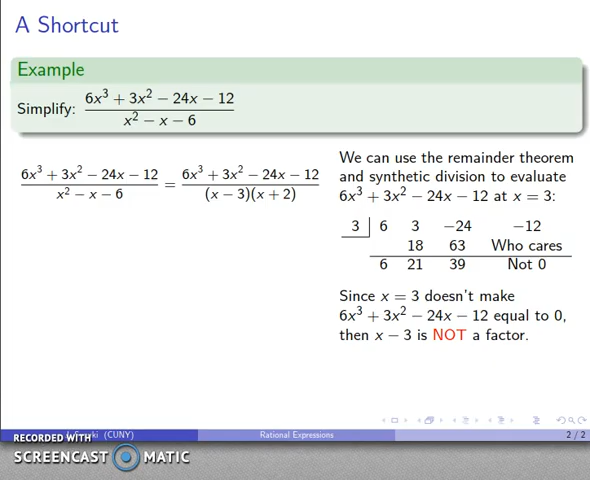 A Shortcut
Example
Simplify: 6x³ + 3x² − 24x − 12 / x² − x − 6
6x³ + 3x² − 24x − 12 / x² − x − 6 = 6x³ + 3x² − 24x − 12 / (x − 3)(x + 2)
We can use the remainder theorem
and synthetic division to evaluate
6x³ + 3x² − 24x − 12 at x = 3:
3 | 6 3 −24 −12
18 63 Who cares
6 21 39 Not 0
Since x = 3 doesn't make
6x³ + 3x² − 24x − 12 equal to 0,
then x − 3 is NOT a factor.
(CUNY) Rational Expressions 2 / 2
RECORDED WITH
SCREENCAST MATIC